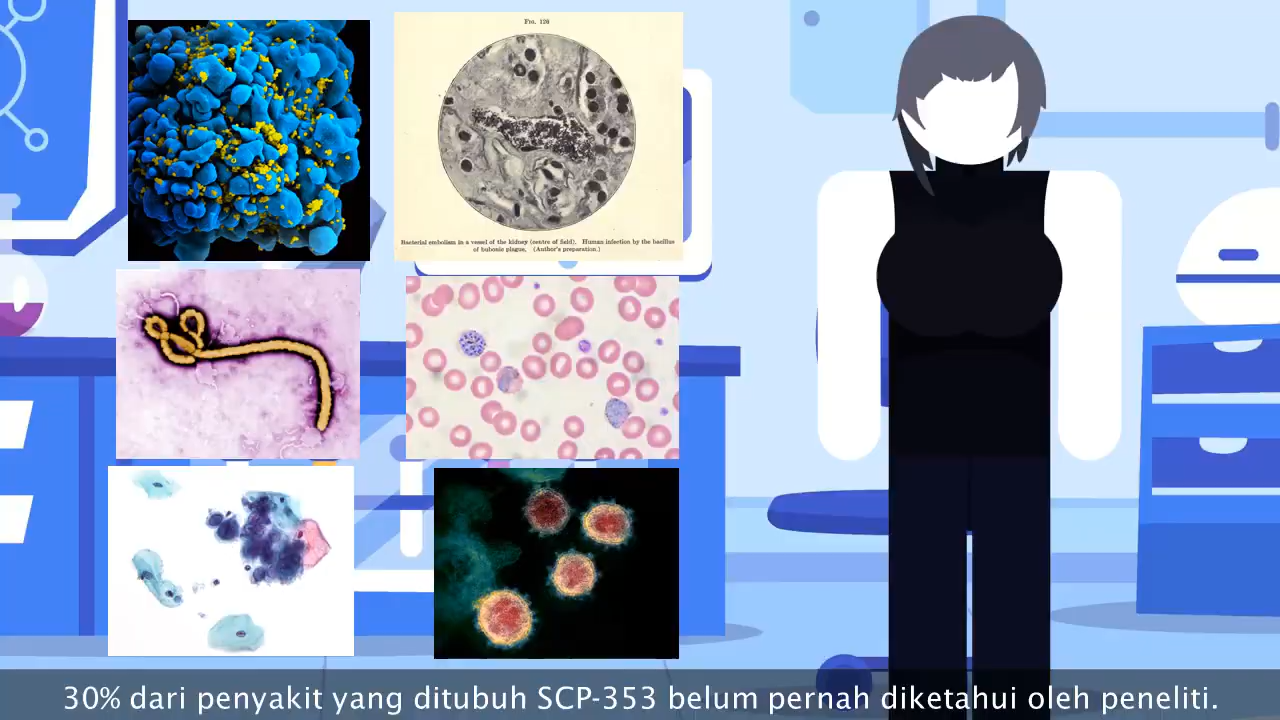 FIG. 126
Bacterial embolism in a vessel of the kidney (centre of field). Human infection by the bacillus
of bubonic plague. (Author's preparation.)
30% dari penyakit yang ditubuh SCP-353 belum pernah diketahui oleh peneliti.